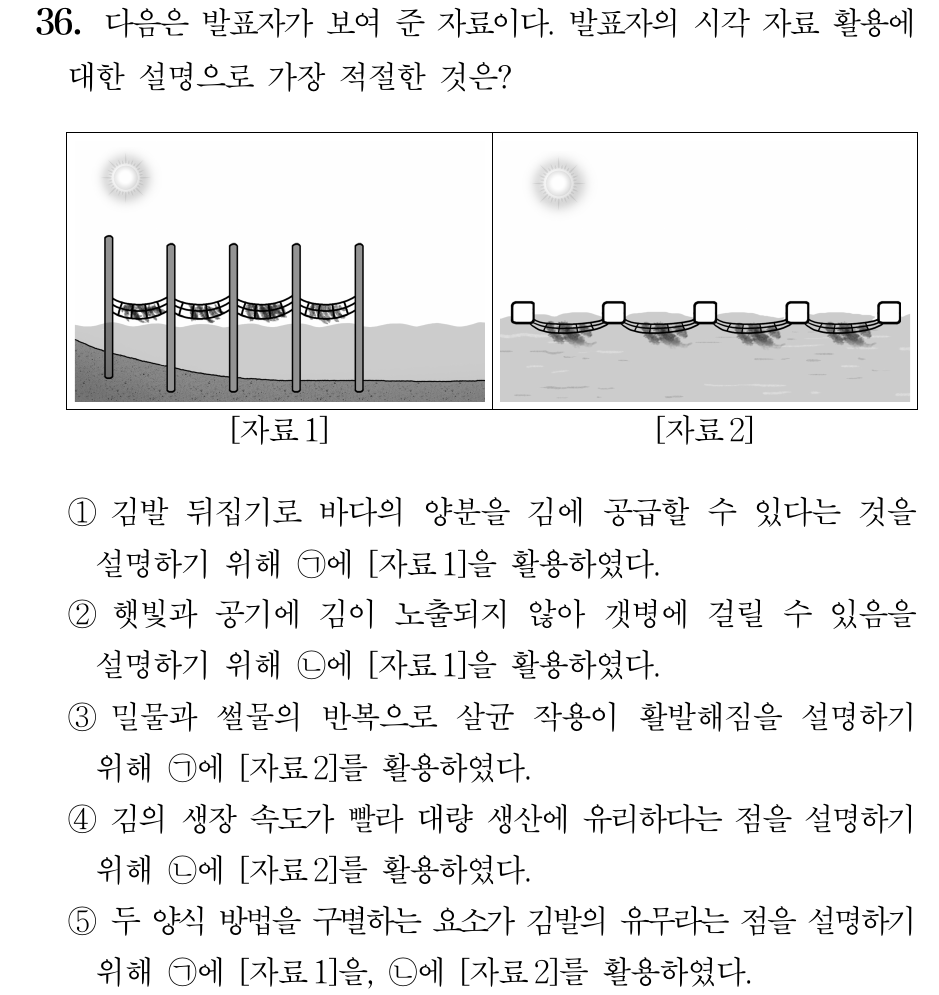 36. 다음은 발표자가 보여 준 자료이다. 발표자의 시각 자료 활용에
대한 설명으로 가장 적절한 것은?
[자료 1] [자료 2]
① 김발 뒤집기로 바다의 양분을 김에 공급할 수 있다는 것을
설명하기 위해 ㉠에 [자료 1]을 활용하였다.
② 햇빛과 공기에 김이 노출되지 않아 갯병에 걸릴 수 있음을
설명하기 위해 ㉡에 [자료 1]을 활용하였다.
③ 밀물과 썰물의 반복으로 살균 작용이 활발해짐을 설명하기
위해 ㉠에 [자료 2]를 활용하였다.
④ 김의 생장 속도가 빨라 대량 생산에 유리하다는 점을 설명하기
위해 ㉡에 [자료 2]를 활용하였다.
⑤ 두 양식 방법을 구별하는 요소가 김발의 유무라는 점을 설명하기
위해 ㉠에 [자료 1]을, ㉡에 [자료 2]를 활용하였다.